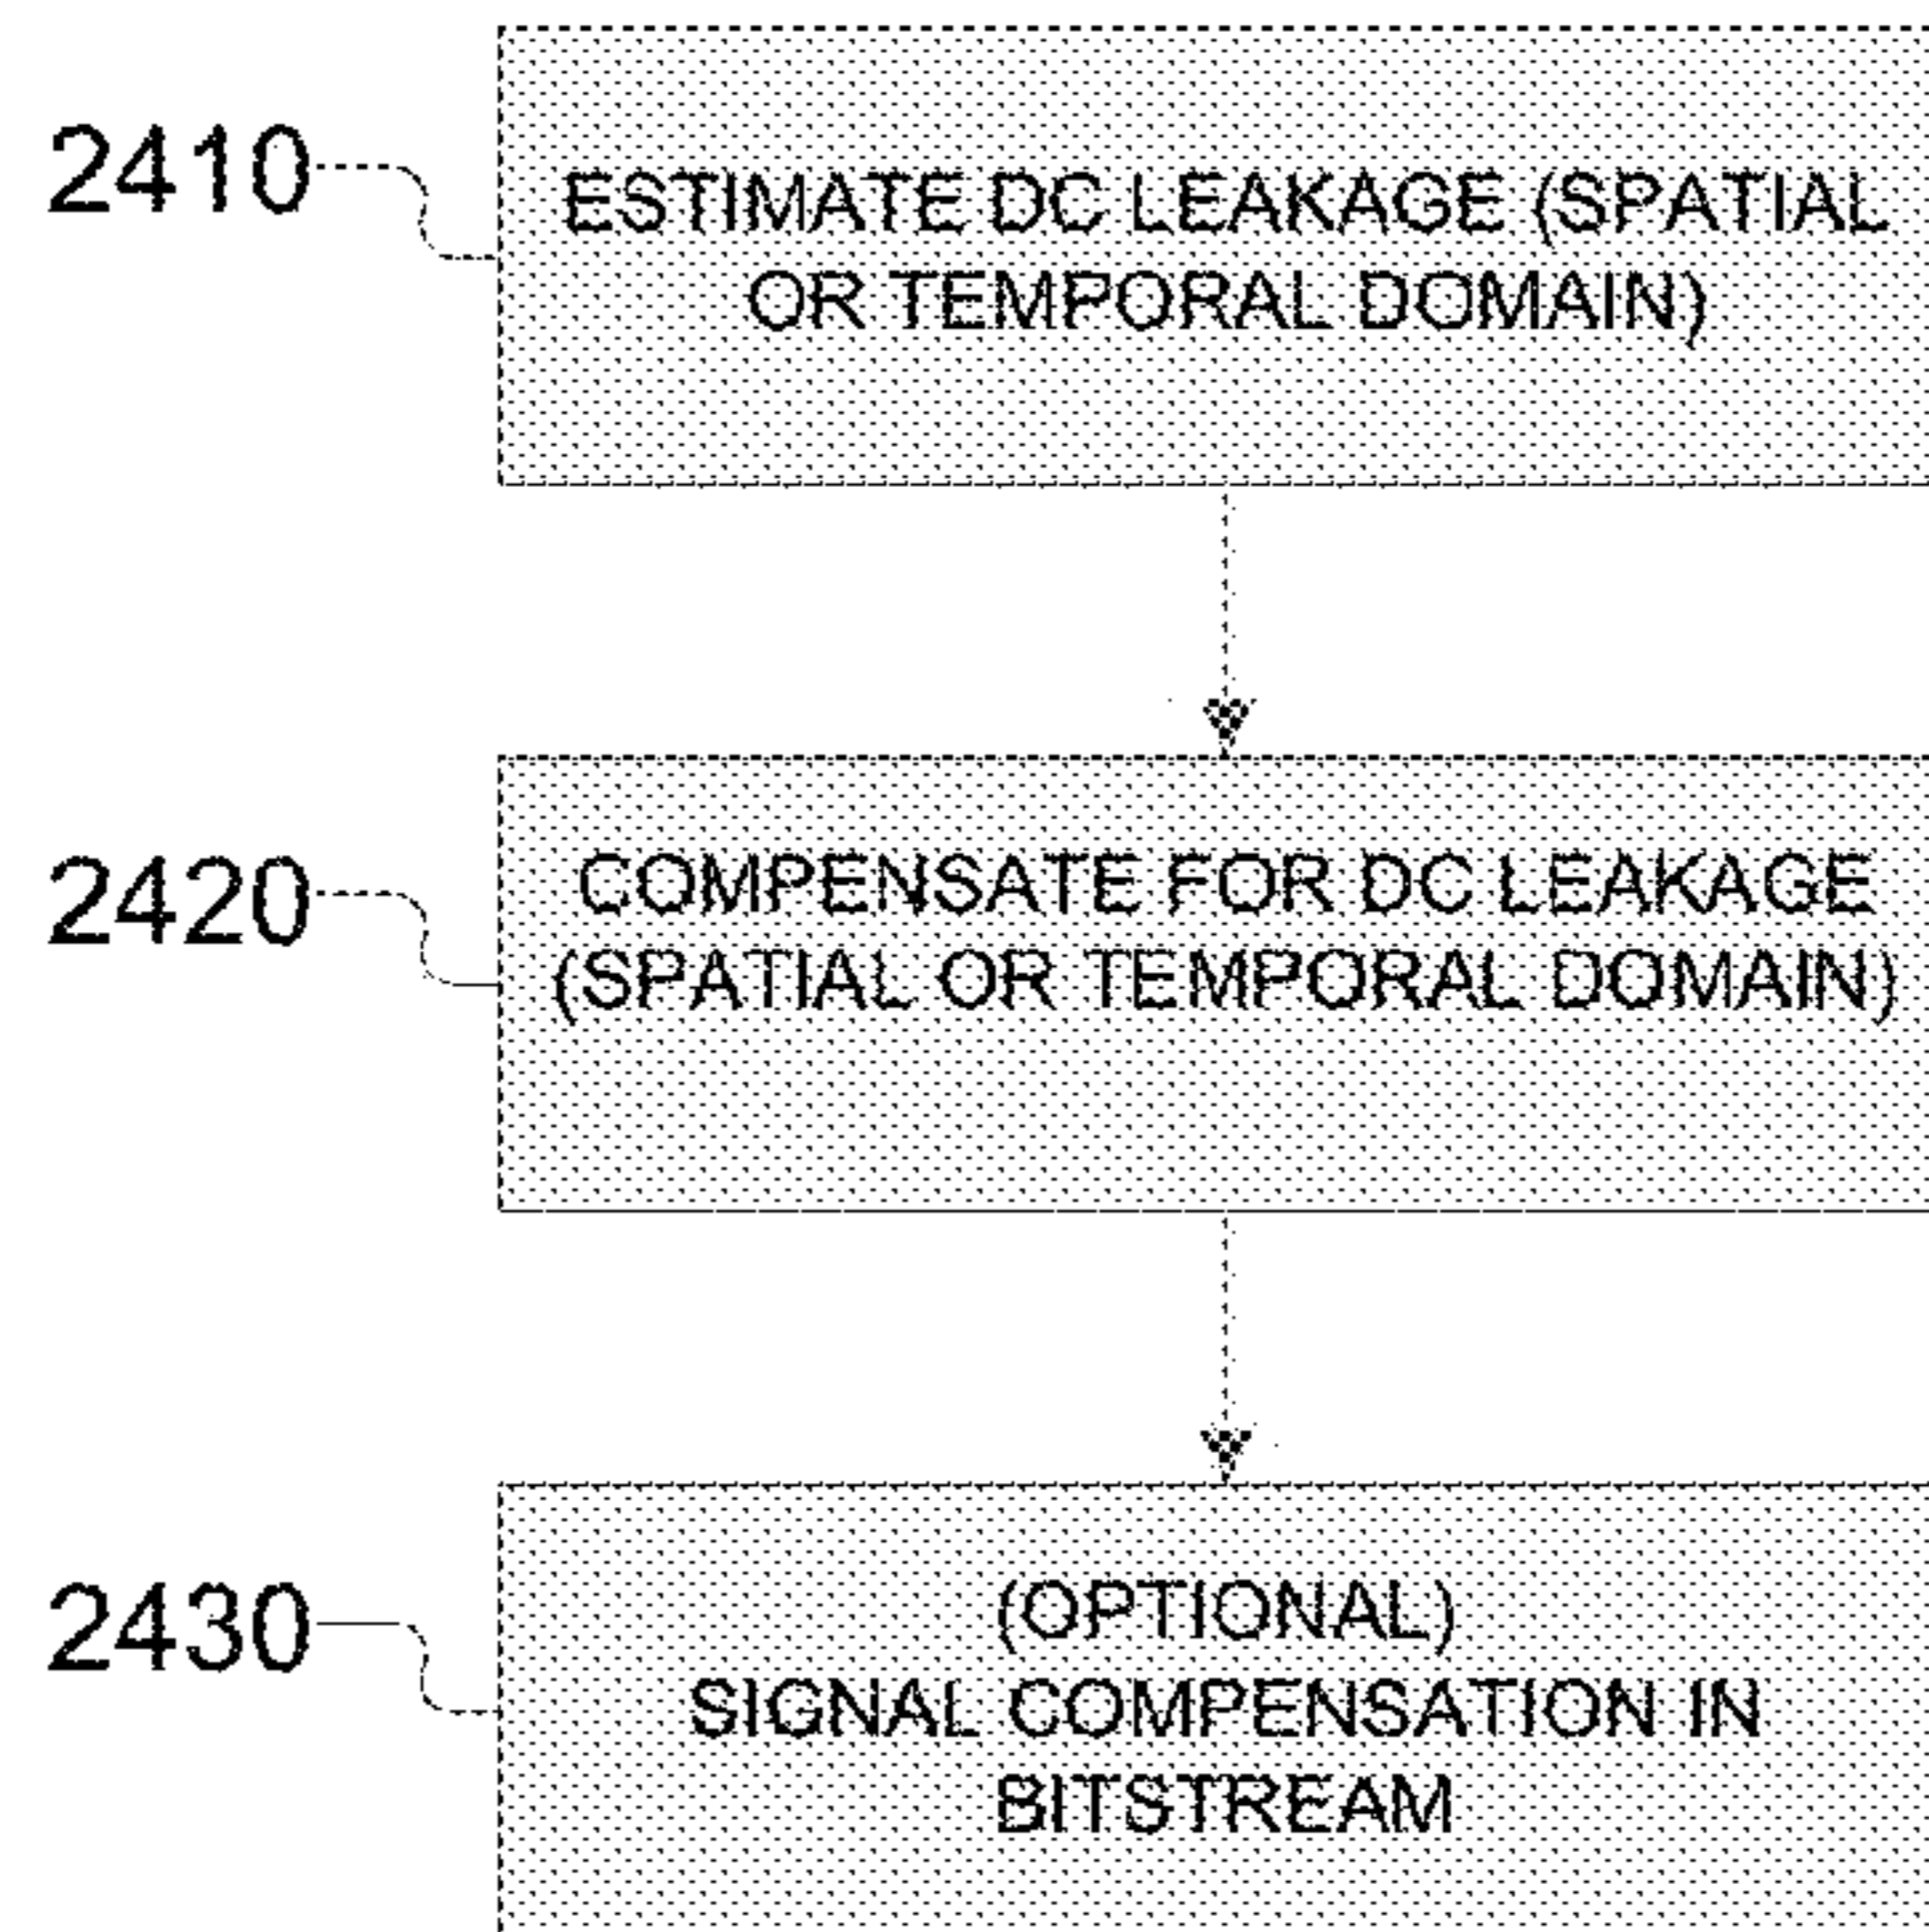 2410
ESTIMATE DC LEAKAGE (SPATIAL
OR TEMPORAL DOMAIN)
2420
COMPENSATE FOR DC LEAKAGE
(SPATIAL OR TEMPORAL DOMAIN)
2430
(OPTIONAL)
SIGNAL COMPENSATION IN
BITSTREAM